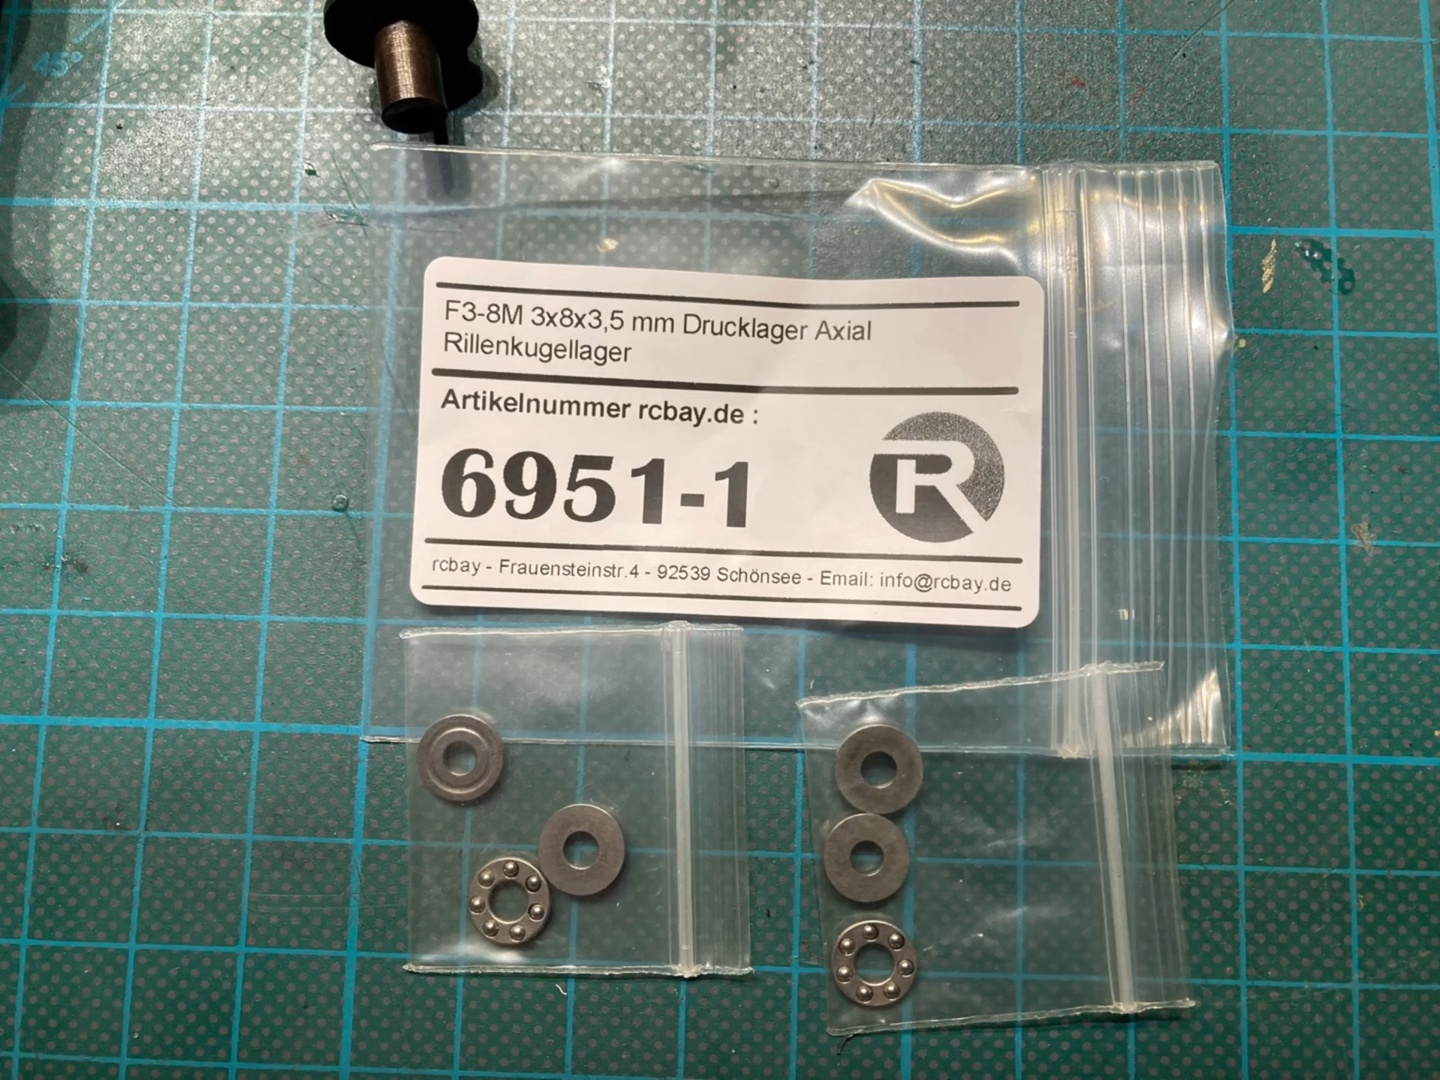 45°
F3-8M 3x8x3,5 mm Drucklager Axial
Rillenkugellager
Artikelnummer rcbay.de :
6951-1
R
rcbay - Frauensteinstr.4 - 92539 Schönsee - Email: info@rcbay.de